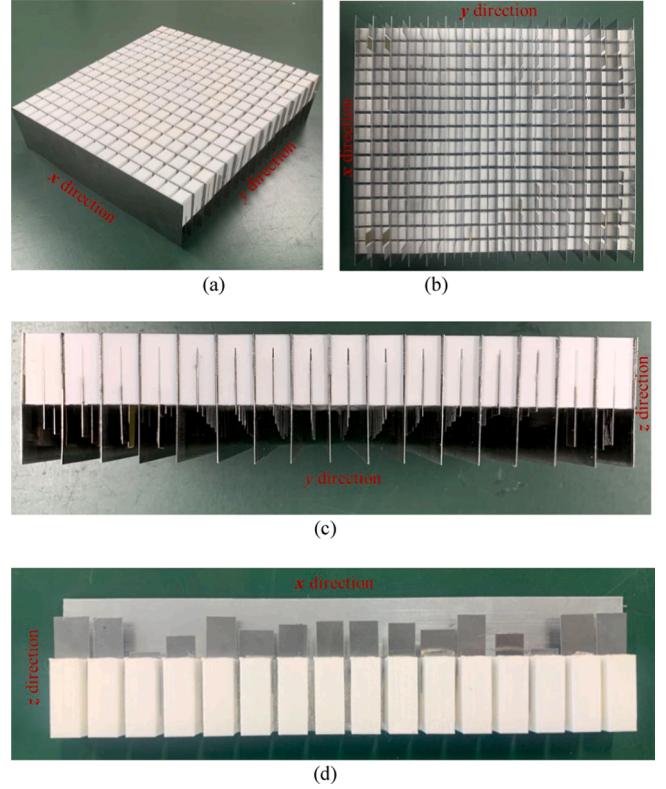 x direction
y direction
(a)
y direction
x direction
(b)
z direction
y direction
(c)
x direction
z direction
(d)